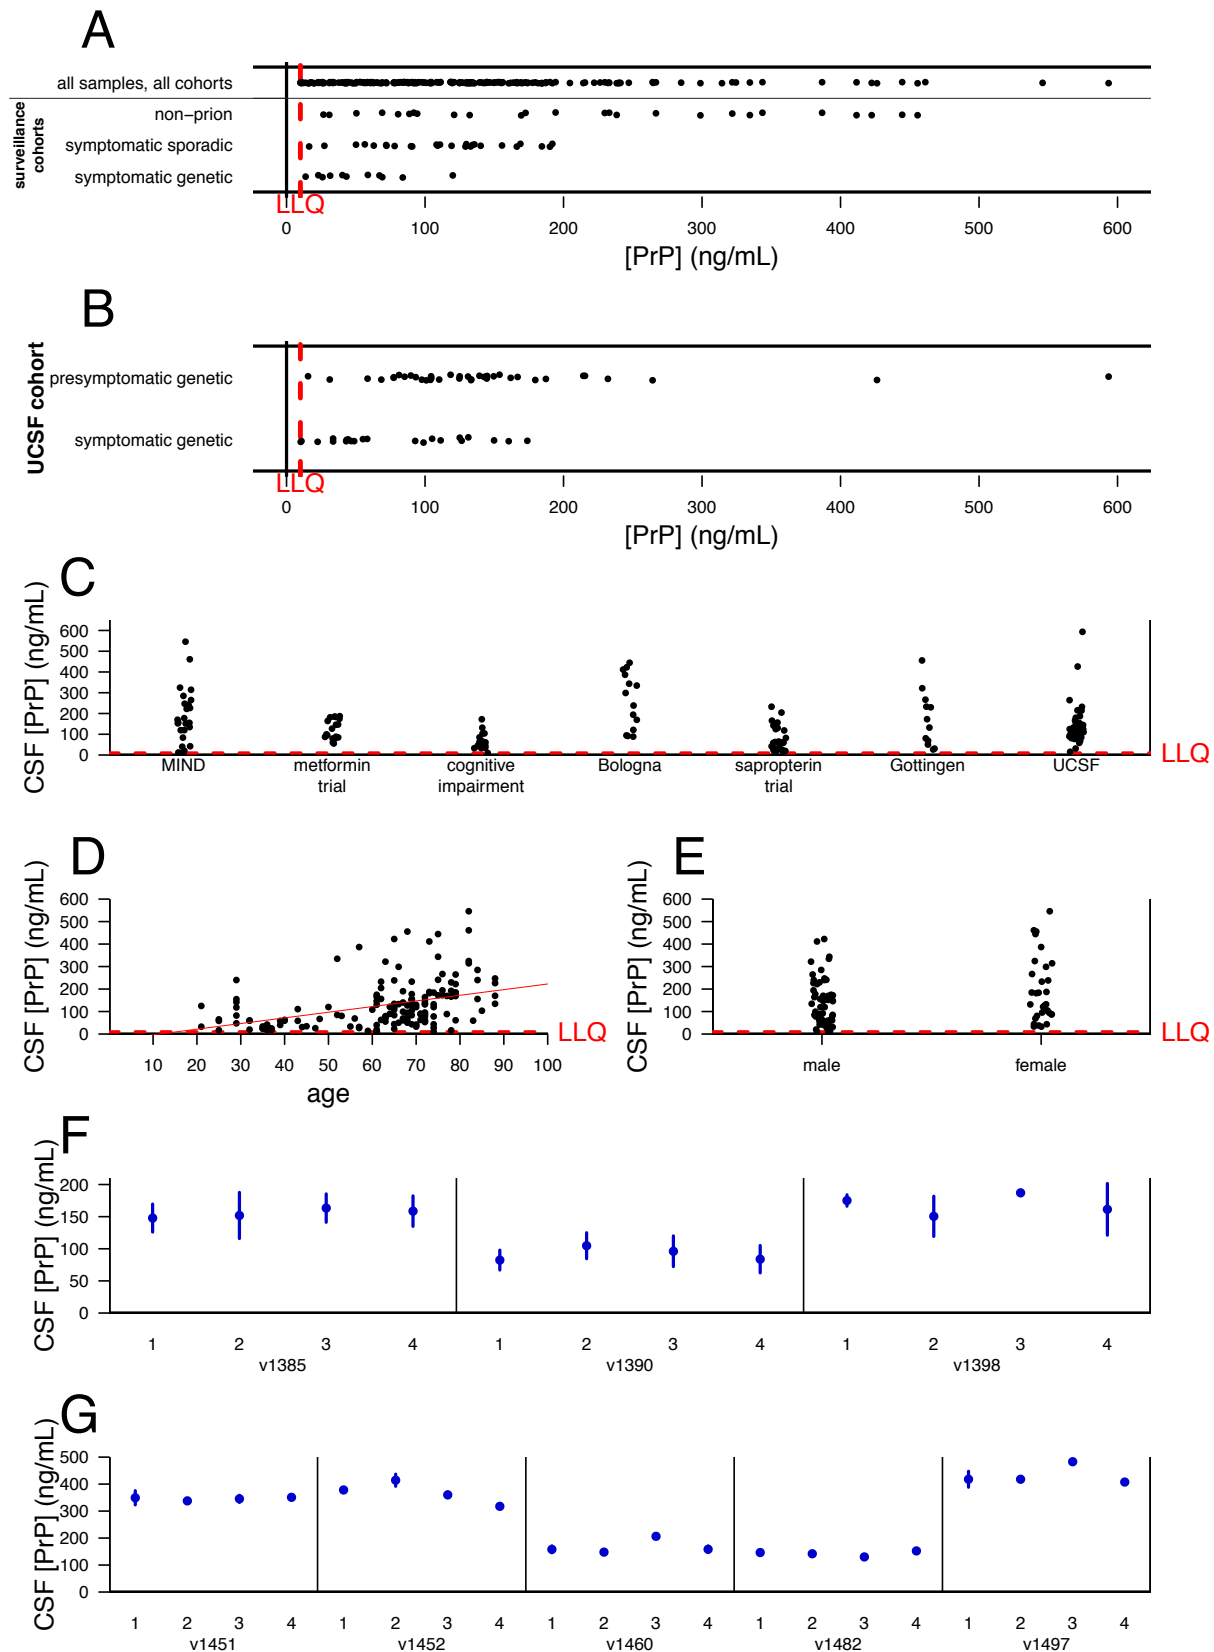 A
all samples, all cohorts
surveillance
cohorts
non−prion
symptomatic sporadic
symptomatic genetic
LLQ
0 100 200 300 400 500 600
[PrP] (ng/mL)
B
UCSF cohort
presymptomatic genetic
symptomatic genetic
LLQ
0 100 200 300 400 500 600
[PrP] (ng/mL)
C
CSF [PrP] (ng/mL)
600
500
400
300
200
100
0
LLQ
MIND metformin trial cognitive impairment Bologna sapropterin trial Gottingen UCSF
D
CSF [PrP] (ng/mL)
600
500
400
300
200
100
0
LLQ
10 20 30 40 50 60 70 80 90 100
age
E
CSF [PrP] (ng/mL)
600
500
400
300
200
100
0
LLQ
male female
F
CSF [PrP] (ng/mL)
200
150
100
50
0
1 2 3 4 1 2 3 4 1 2 3 4
v1385 v1390 v1398
G
CSF [PrP] (ng/mL)
500
400
300
200
100
0
1 2 3 4 1 2 3 4 1 2 3 4 1 2 3 4 1 2 3 4
v1451 v1452 v1460 v1482 v1497